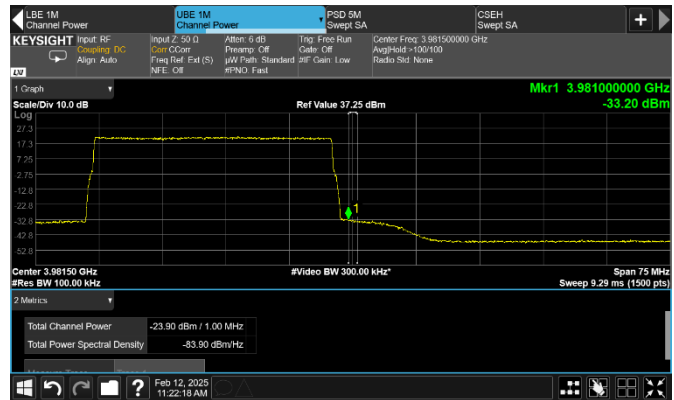 LBE 1M
Channel Power
UBE 1M
Channel Power
PSD 5M
Swept SA
CSEH
Swept SA
KEYSIGHT
Input: RF
Coupling: DC
Align: Auto
Input Z: 50 Ω
Corr CCorr
Freq Ref: Ext (S)
NFE: Off
Atten: 6 dB
Preamp: Off
µW Path: Standard
#PNO: Fast
Trig: Free Run
Gate: Off
#IF Gain: Low
Center Freq: 3.981500000 GHz
Avg|Hold:>100/100
Radio Std: None
LXI
1 Graph
Scale/Div 10.0 dB
Ref Value 37.25 dBm
Mkr1 3.981000000 GHz
-33.20 dBm
Log
27.3
17.3
7.25
-2.75
-12.8
-22.8
-32.8
-42.8
-52.8
1
Center 3.98150 GHz
#Res BW 100.00 kHz
#Video BW 300.00 kHz*
Span 75 MHz
Sweep 9.29 ms (1500 pts)
2 Metrics
Total Channel Power -23.90 dBm / 1.00 MHz
Total Power Spectral Density -83.90 dBm/Hz
Feb 12, 2025
11:22:18 AM